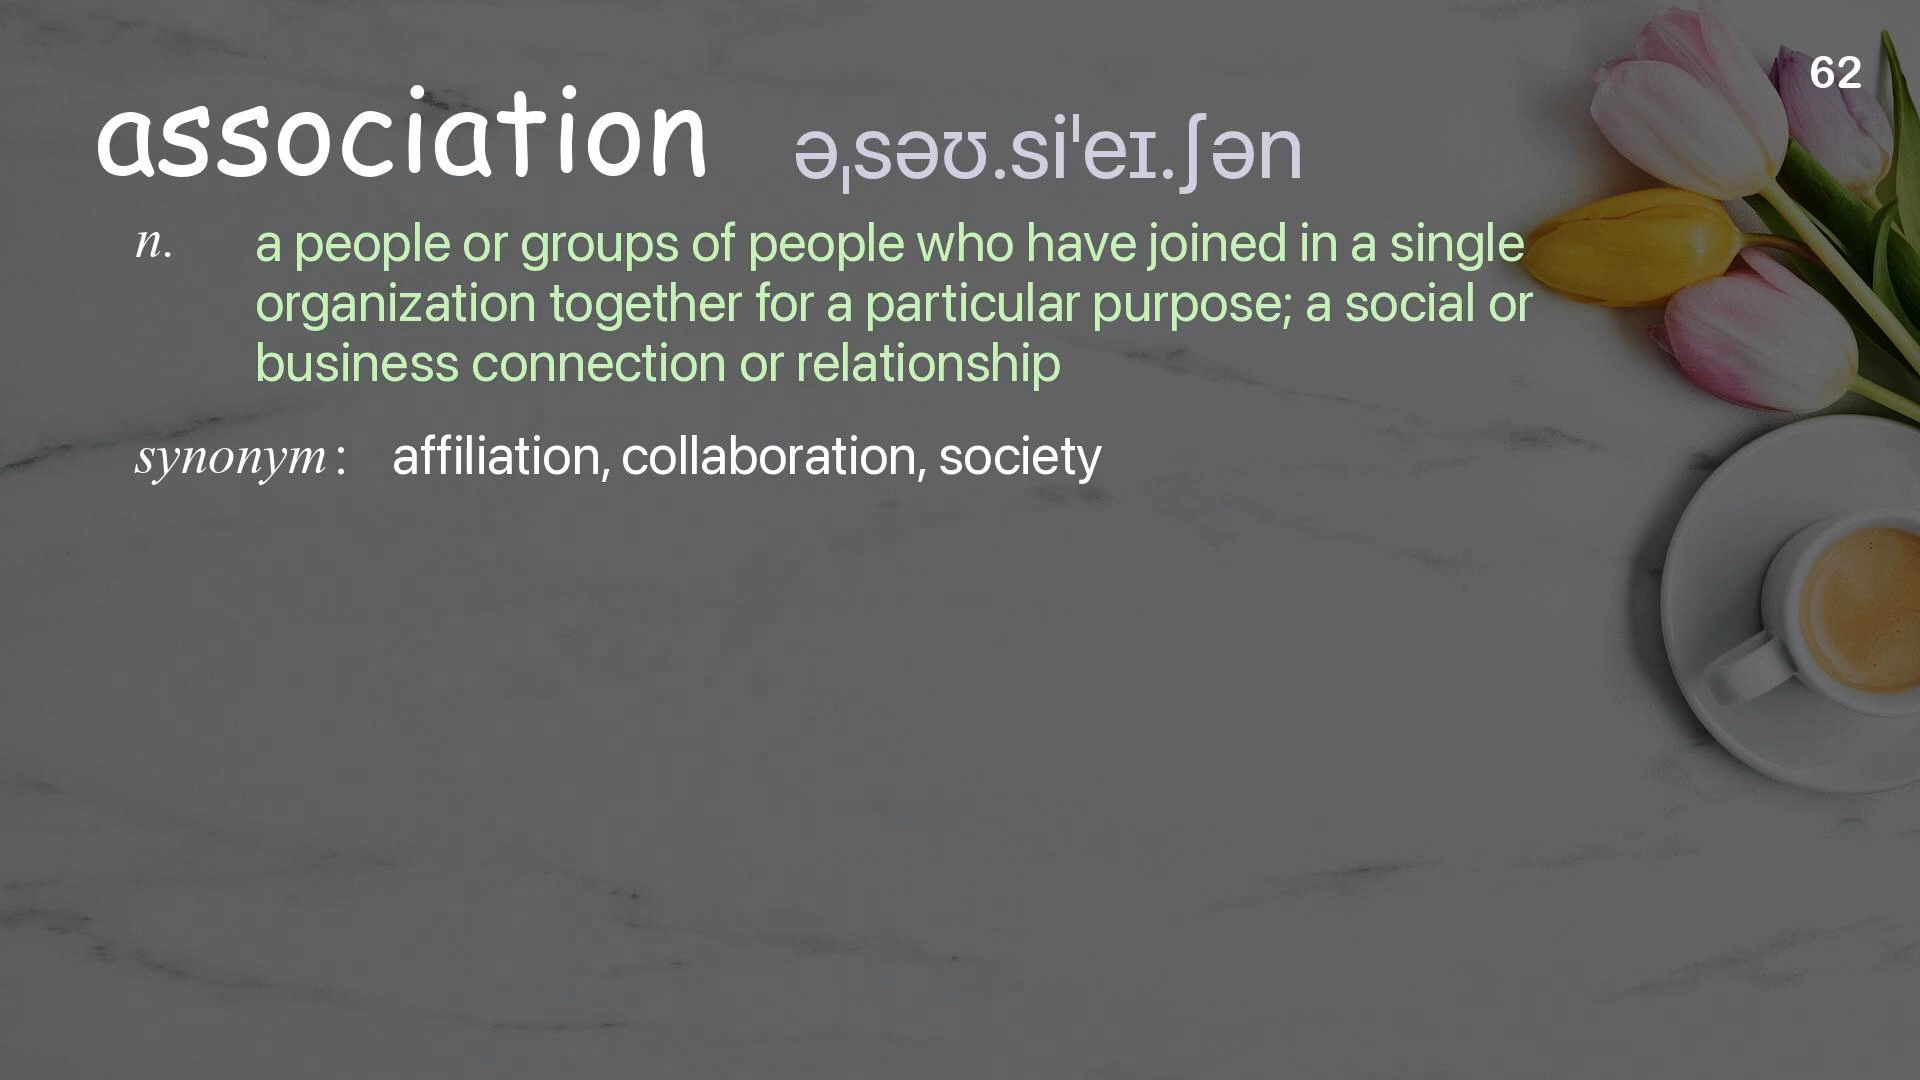 62
association əˌsəʊ.siˈeɪ.ʃən
n. a people or groups of people who have joined in a single
organization together for a particular purpose; a social or
business connection or relationship
synonym : affiliation, collaboration, society